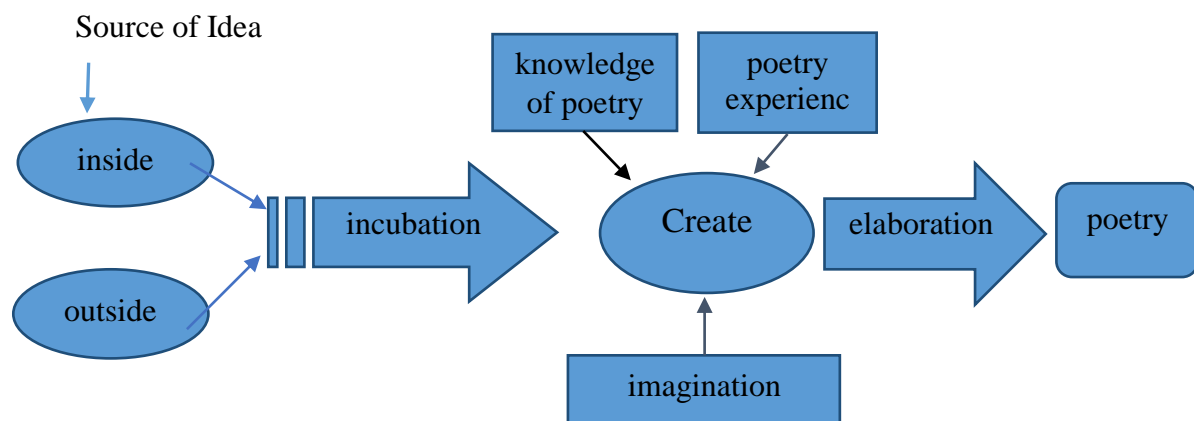 Source of Idea
inside
outside
incubation
knowledge
of poetry
poetry
experienc
Create
imagination
elaboration
poetry